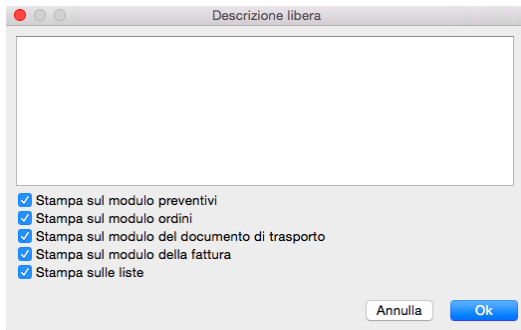 Descrizione libera
Stampa sul modulo preventivi
Stampa sul modulo ordini
Stampa sul modulo del documento di trasporto
Stampa sul modulo della fattura
Stampa sulle liste
Annulla
Ok